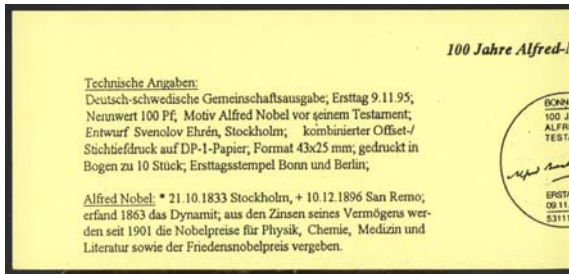 100 Jahre Alfred-
Technische Angaben:
Deutsch-schwedische Gemeinschaftsausgabe; Ersttag 9.11.95;
Nennwert 100 Pf; Motiv Alfred Nobel vor seinem Testament;
Entwurf Svenolov Ehrén, Stockholm; kombinierter Offset-/
Stichtiefdruck auf DP-1-Papier; Format 43x25 mm; gedruckt in
Bogen zu 10 Stück; Ersttagsstempel Bonn und Berlin;
Alfred Nobel: * 21.10.1833 Stockholm, + 10.12.1896 San Remo;
erfand 1863 das Dynamit; aus den Zinsen seines Vermögens wer-
den seit 1901 die Nobelpreise für Physik, Chemie, Medizin und
Literatur sowie der Friedensnobelpreis vergeben.
BONN
100 J
ALFR
TEST
Alfred
ERSTA
09.11.
5311